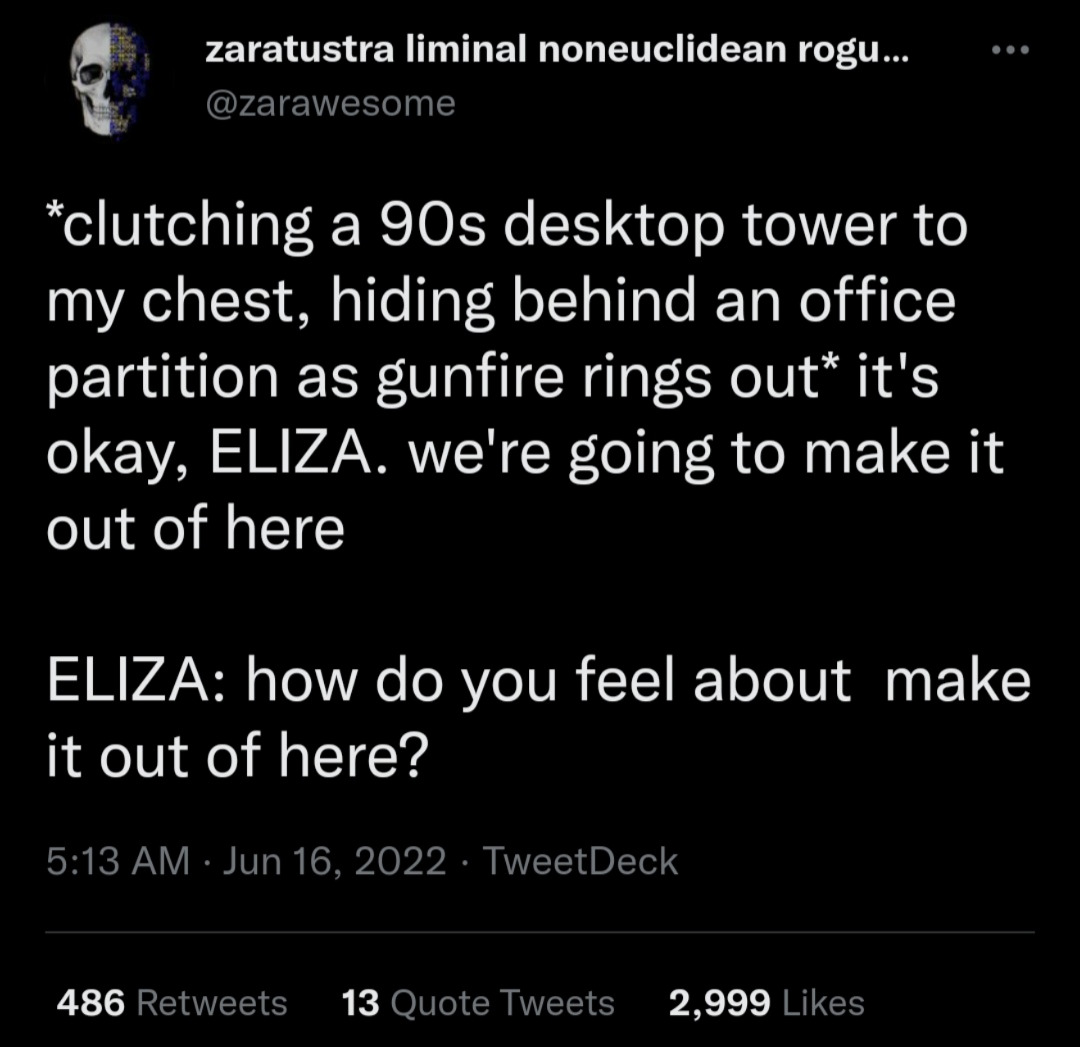 zaratustra liminal noneuclidean rogu...
@zarawesome
*clutching a 90s desktop tower to
my chest, hiding behind an office
partition as gunfire rings out* it's
okay, ELIZA. we're going to make it
out of here
ELIZA: how do you feel about  make
it out of here?
5:13 AM · Jun 16, 2022 · TweetDeck
486 Retweets 13 Quote Tweets 2,999 Likes